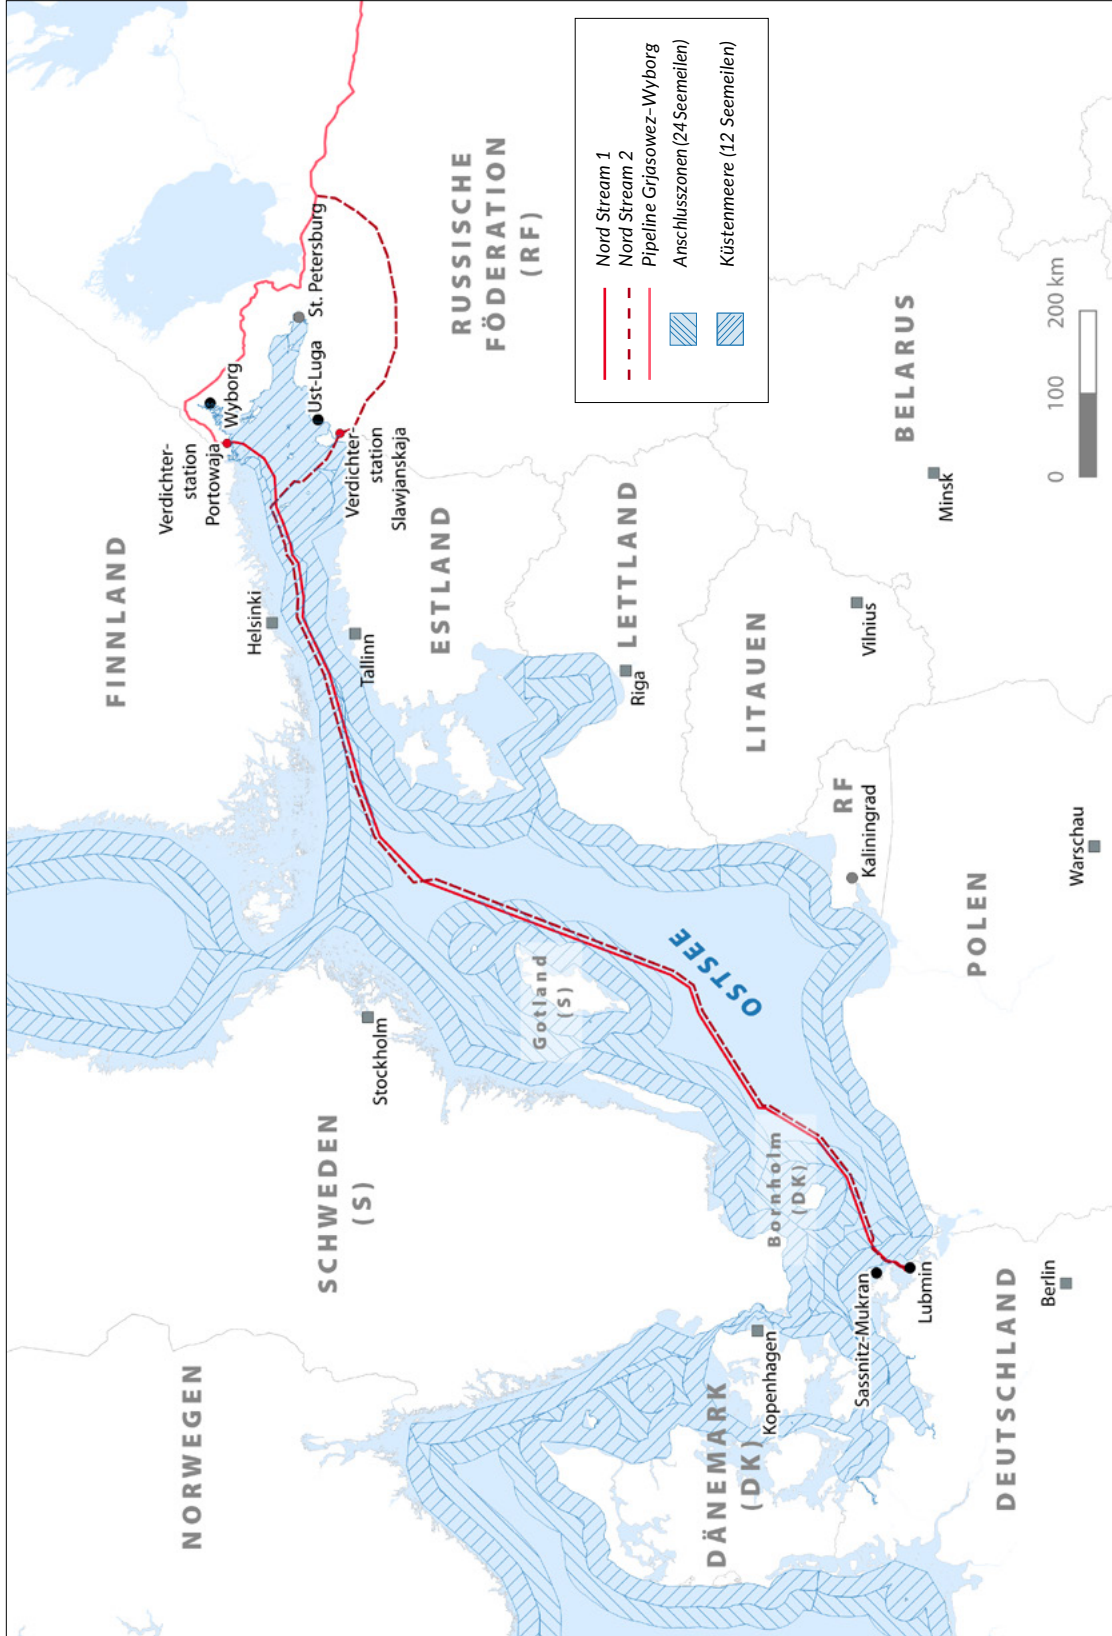 NORWEGEN
SCHWEDEN
(S)
FINNLAND
Stockholm
Helsinki
Verdichter-
station
Portowaja
Wyborg
St. Petersburg
Ust-Luga
Verdichter-
station
Slawjanskaja
Tallinn
ESTLAND
RUSSISCHE
FÖDERATION
(RF)
Gotland
(S)
OSTSEE
Riga
LETTLAND
LITAUEN
Vilnius
RF
Kaliningrad
BELARUS
Minsk
DÄNEMARK
(DK)
Kopenhagen
Bornholm
(DK)
Sassnitz-Mukran
Lubmin
DEUTSCHLAND
Berlin
POLEN
Warschau
Nord Stream 1
Nord Stream 2
Pipeline Grjasowez–Wyborg
Anschlusszonen (24 Seemeilen)
Küstenmeere (12 Seemeilen)
0 100 200 km